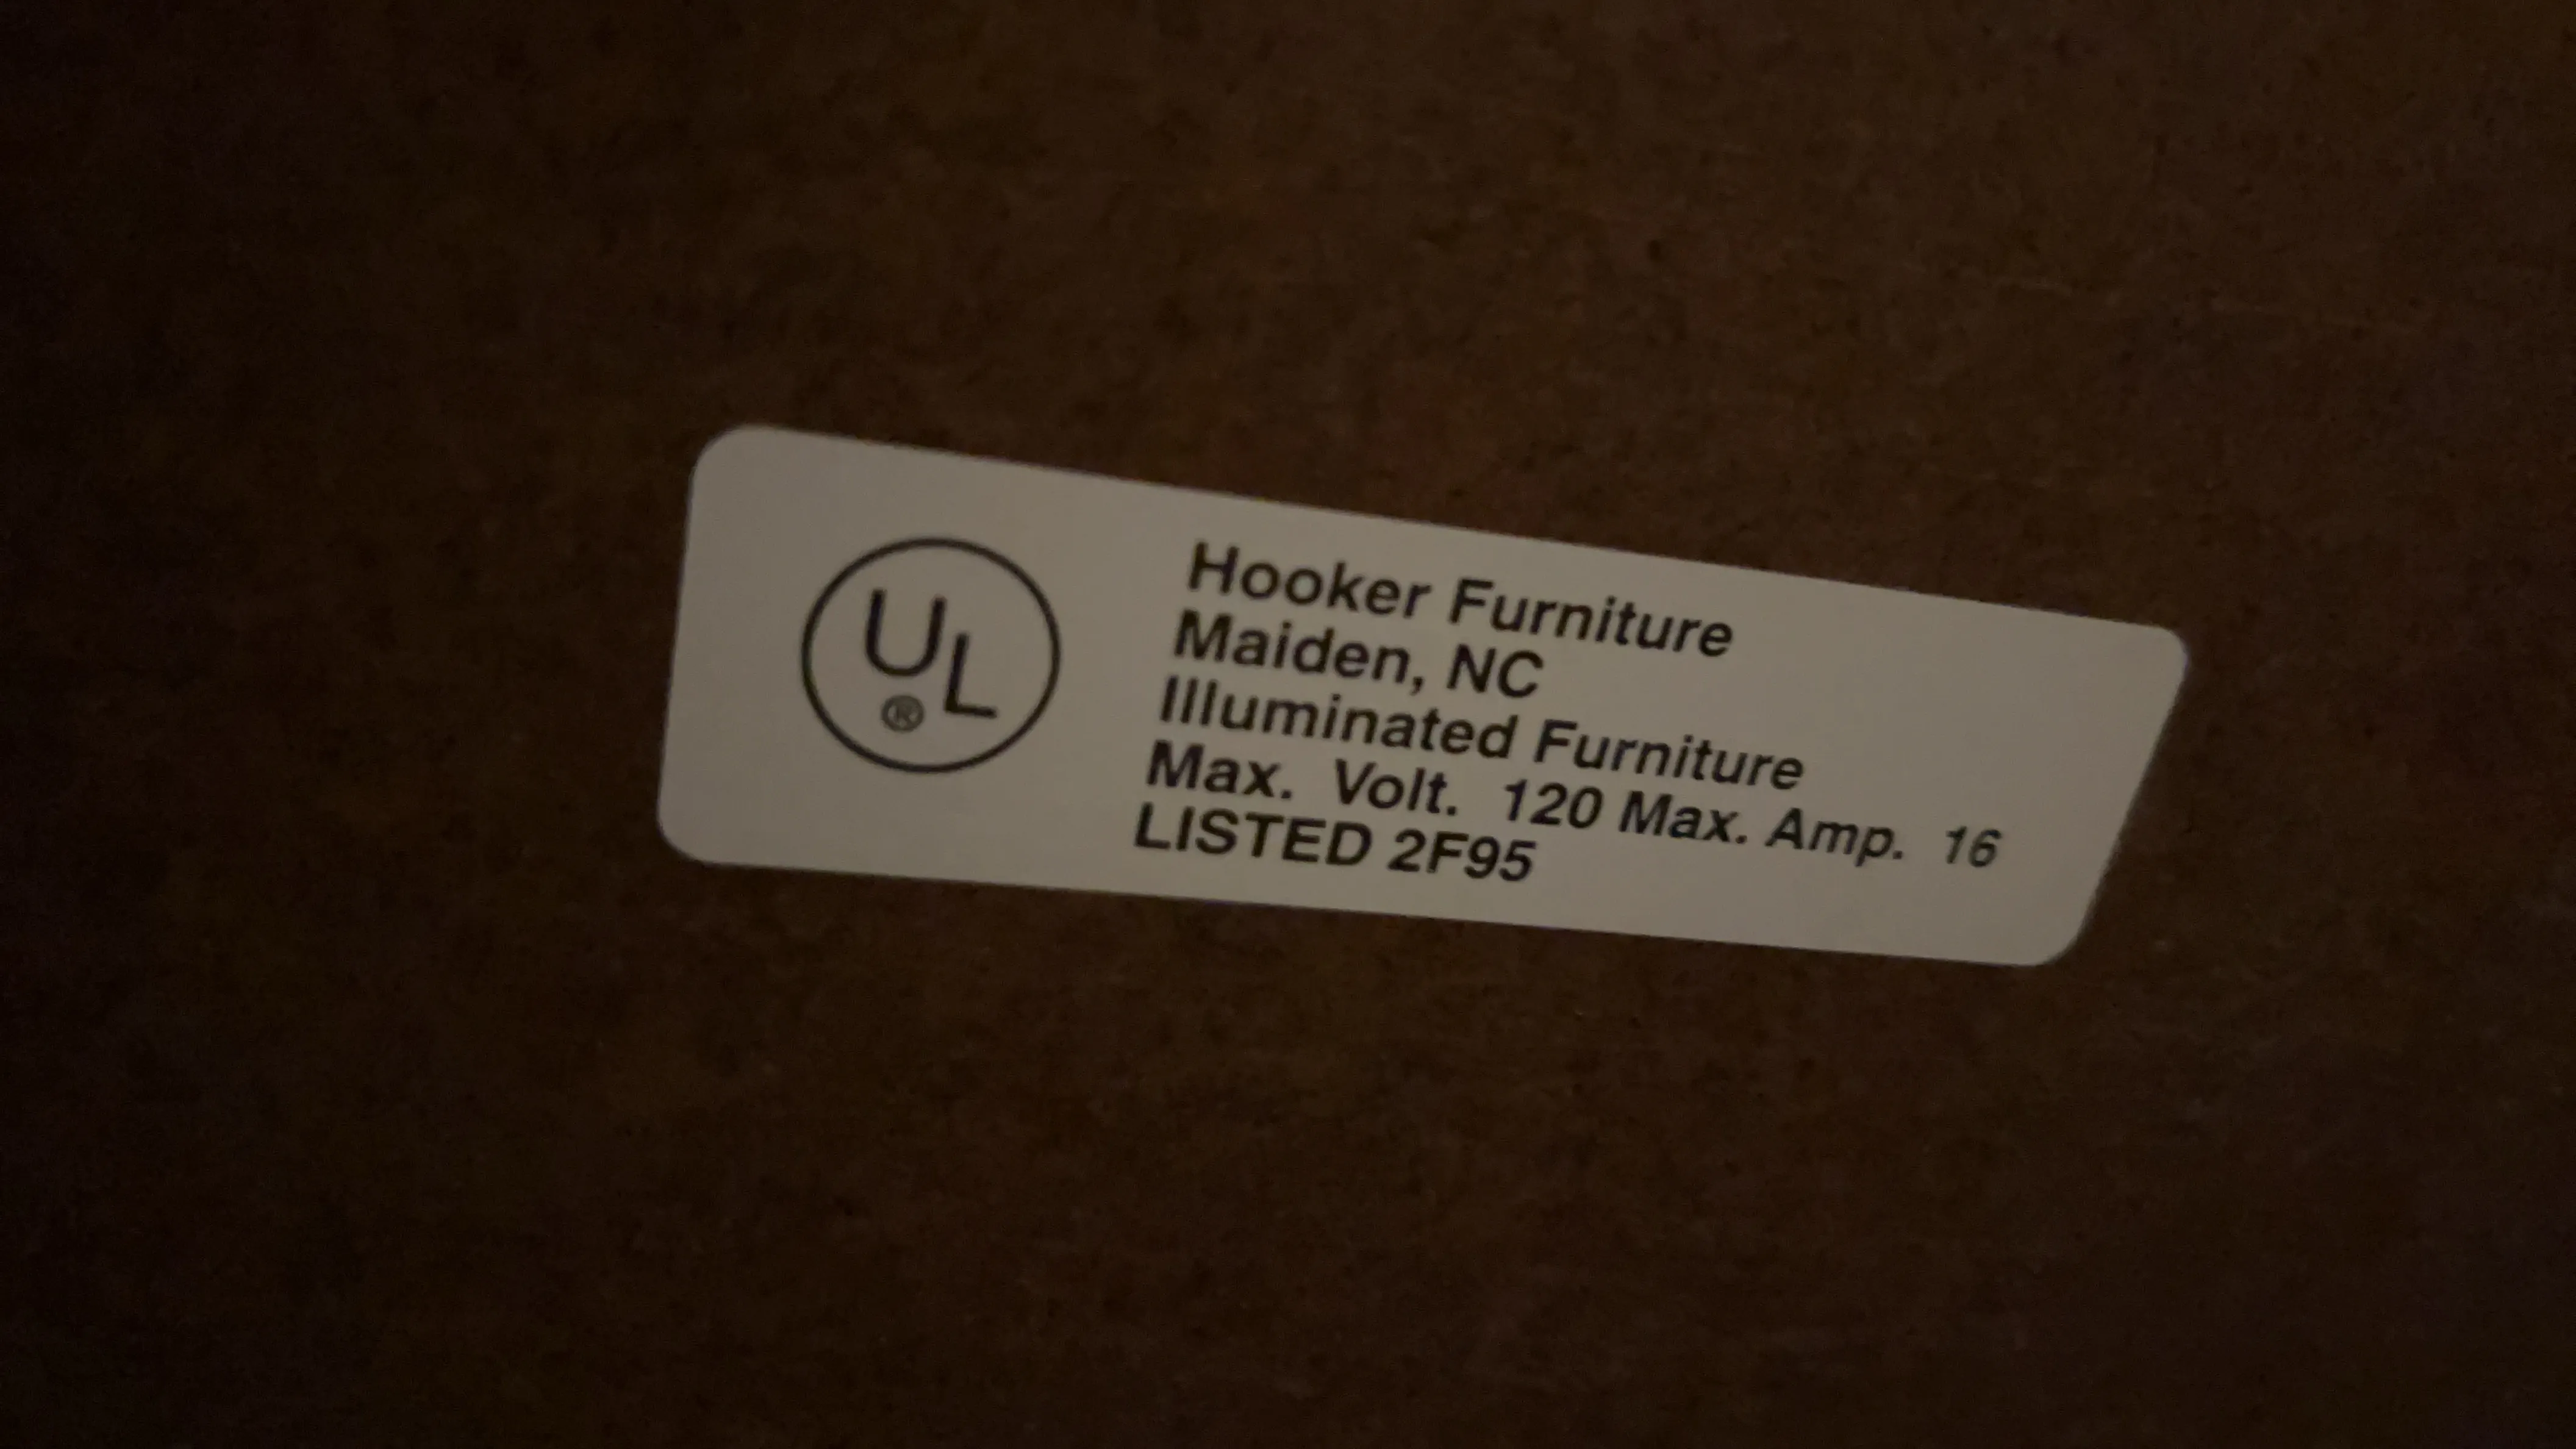 UL
®
Hooker Furniture
Maiden, NC
Illuminated Furniture
Max. Volt. 120 Max. Amp. 16
LISTED 2F95